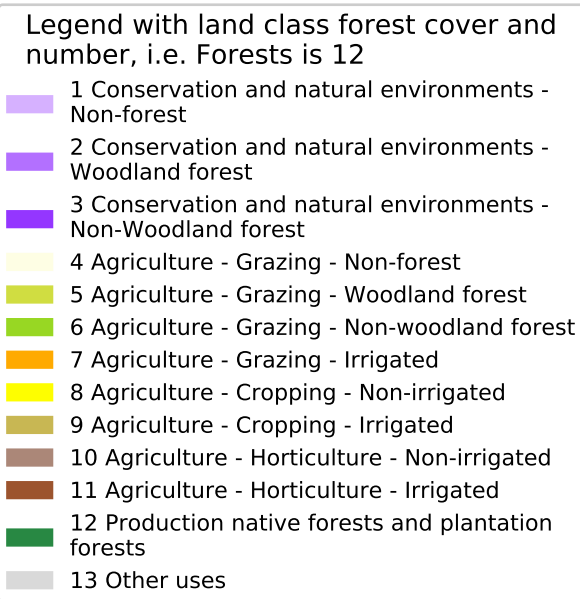 Legend with land class forest cover and
number, i.e. Forests is 12
1 Conservation and natural environments -
Non-forest
2 Conservation and natural environments -
Woodland forest
3 Conservation and natural environments -
Non-Woodland forest
4 Agriculture - Grazing - Non-forest
5 Agriculture - Grazing - Woodland forest
6 Agriculture - Grazing - Non-woodland forest
7 Agriculture - Grazing - Irrigated
8 Agriculture - Cropping - Non-irrigated
9 Agriculture - Cropping - Irrigated
10 Agriculture - Horticulture - Non-irrigated
11 Agriculture - Horticulture - Irrigated
12 Production native forests and plantation
forests
13 Other uses